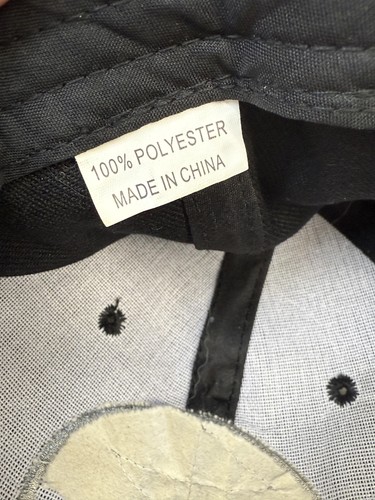 100% POLYESTER
MADE IN CHINA